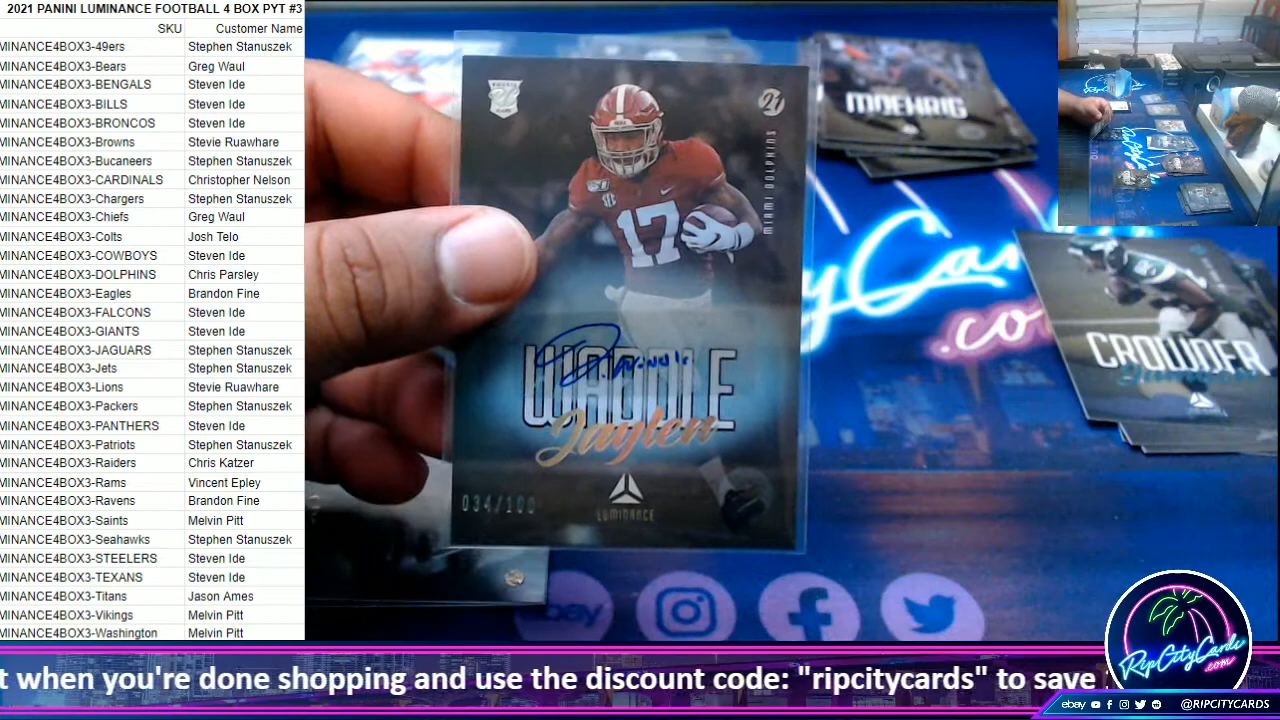 2021 PANINI LUMINANCE FOOTBALL 4 BOX PYT #3
SKU Customer Name
MINANCE4BOX3-49ers Stephen Stanuszek
MINANCE4BOX3-Bears Greg Waul
MINANCE4BOX3-BENGALS Steven Ide
MINANCE4BOX3-BILLS Steven Ide
MINANCE4BOX3-BRONCOS Steven Ide
MINANCE4BOX3-Browns Stevie Ruawhare
MINANCE4BOX3-Bucaneers Stephen Stanuszek
MINANCE4BOX3-CARDINALS Christopher Nelson
MINANCE4BOX3-Chargers Stephen Stanuszek
MINANCE4BOX3-Chiefs Greg Waul
MINANCE4BOX3-Colts Josh Telo
MINANCE4BOX3-COWBOYS Steven Ide
MINANCE4BOX3-DOLPHINS Chris Parsley
MINANCE4BOX3-Eagles Brandon Fine
MINANCE4BOX3-FALCONS Steven Ide
MINANCE4BOX3-GIANTS Steven Ide
MINANCE4BOX3-JAGUARS Stephen Stanuszek
MINANCE4BOX3-Jets Stephen Stanuszek
MINANCE4BOX3-Lions Stevie Ruawhare
MINANCE4BOX3-Packers Stephen Stanuszek
MINANCE4BOX3-PANTHERS Steven Ide
MINANCE4BOX3-Patriots Stephen Stanuszek
MINANCE4BOX3-Raiders Chris Katzer
MINANCE4BOX3-Rams Vincent Epley
MINANCE4BOX3-Ravens Brandon Fine
MINANCE4BOX3-Saints Melvin Pitt
MINANCE4BOX3-Seahawks Stephen Stanuszek
MINANCE4BOX3-STEELERS Steven Ide
MINANCE4BOX3-TEXANS Steven Ide
MINANCE4BOX3-Titans Jason Ames
MINANCE4BOX3-Vikings Melvin Pitt
MINANCE4BOX3-Washington Melvin Pitt
21
MIAMI DOLPHINS
SEC
17
WADDLE
Jaylen
034/100
LUMINANCE
MOEHRIG
yCar
.co
CROWDER
ebay
RipCityCards
.com
t when you're done shopping and use the discount code: "ripcitycards" to save
ebay @RIPCITYCARDS